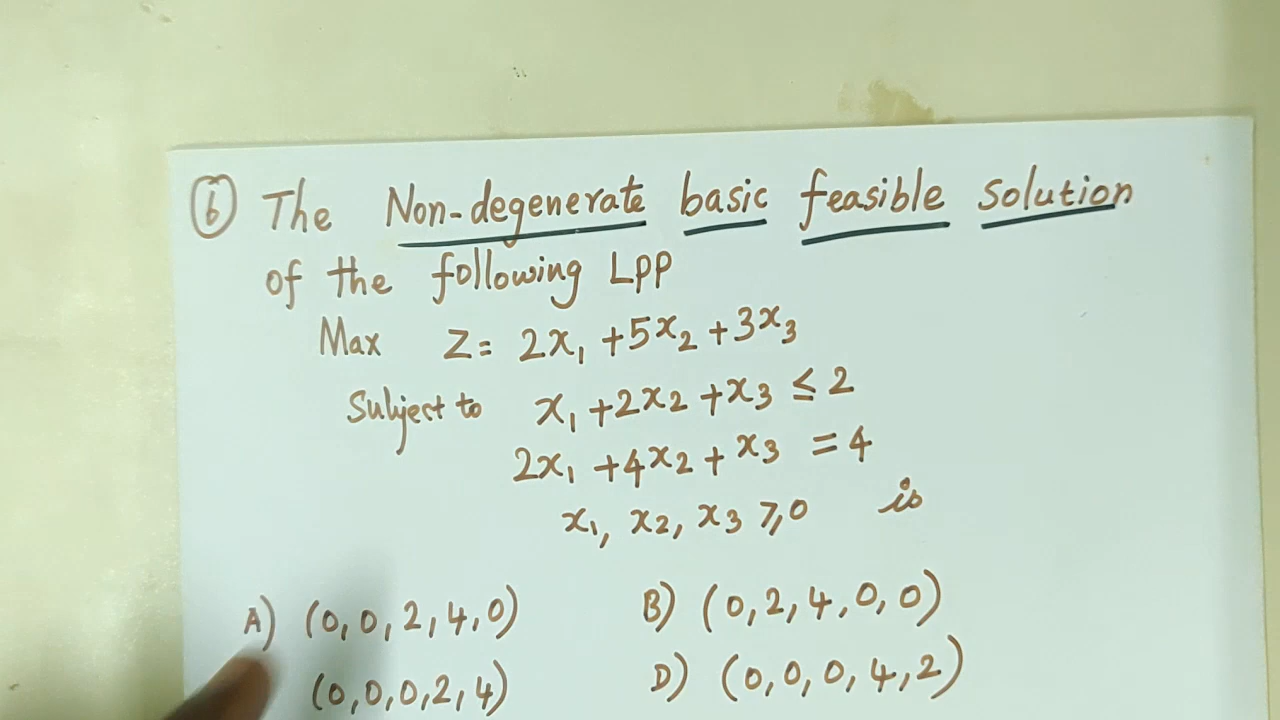 6 The Non-degenerate basic feasible solution
of the following LPP
Max Z = 2x₁ +5x₂ +3x₃
Subject to x₁ +2x₂ +x₃ ≤ 2
2x₁ +4x₂ + x₃ = 4
x₁, x₂, x₃ ≥ 0 is
A) (0, 0, 2, 4, 0) B) (0, 2, 4, 0, 0)
(0, 0, 0, 2, 4) D) (0, 0, 0, 4, 2)